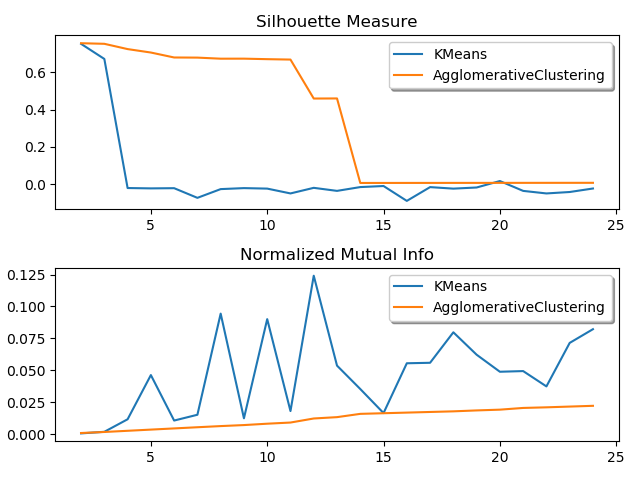 Silhouette Measure
KMeans
AgglomerativeClustering
0.6
0.4
0.2
0.0
5 10 15 20 25
Normalized Mutual Info
KMeans
AgglomerativeClustering
0.125
0.100
0.075
0.050
0.025
0.000
5 10 15 20 25